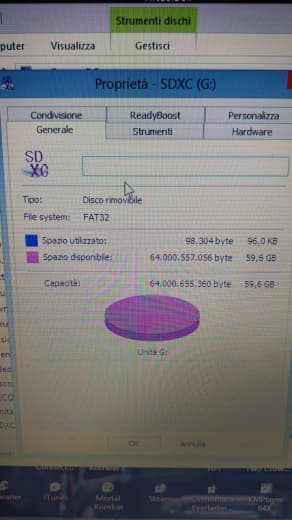 Strumenti dischi
puter Visualizza Gestisci
Proprietà - SDXC (G:)
Condivisione ReadyBoost Personalizza
Generale Strumenti Hardware
SD
XC
Tipo: Disco rimovibile
File system: FAT32
Spazio utilizzato: 98.304 byte 96,0 KB
Spazio disponibile: 64.000.557.056 byte 59,6 GB
Capacità: 64.000.655.360 byte 59,6 GB
Unità G:
OK Annulla
iTunes Mortal Kombat KMPlayer 64X